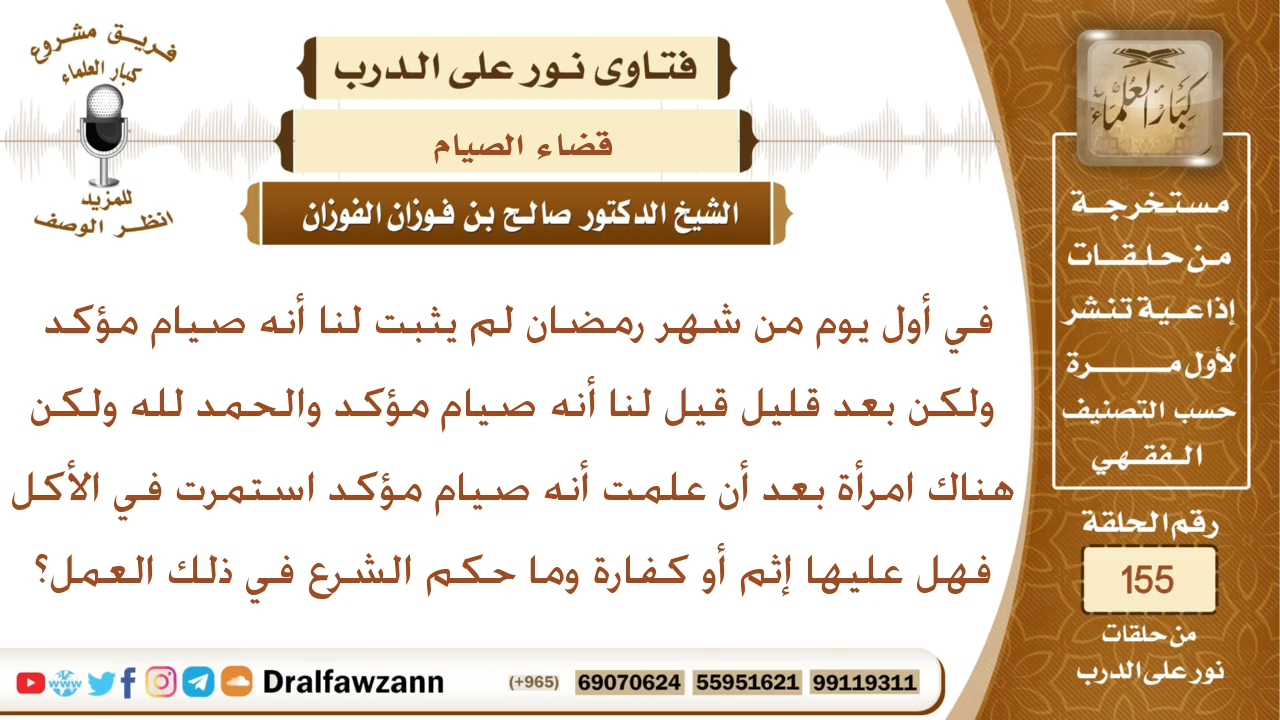 فريق مشروع
كبار العلماء
للمزيد
انظر الوصف
فتاوى نور على الدرب
قضاء الصيام
الشيخ الدكتور صالح بن فوزان الفوزان
في أول يوم من شهر رمضان لم يثبت لنا أنه صيام مؤكد
ولكن بعد قليل قيل لنا أنه صيام مؤكد والحمد لله ولكن
هناك امرأة بعد أن علمت أنه صيام مؤكد استمرت في الأكل
فهل عليها إثم أو كفارة وما حكم الشرع في ذلك العمل؟
كبار العلماء
مستخرجة
من حلقات
إذاعية تنشر
لأول مرة
حسب التصنيف
الفقهي
رقم الحلقة
155
من حلقات
نور على الدرب
www
Dralfawzann (+965) 69070624 55951621 99119311